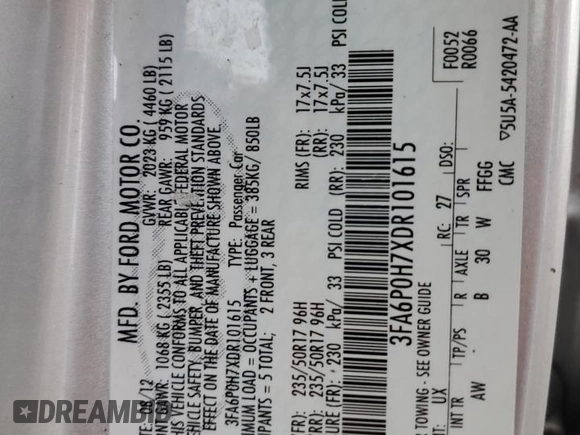 MFD. BY FORD MOTOR CO.
GVWR: 2023 KG ( 4460 LB)
GAWR: 1068 KG ( 2355 LB) REAR GAWR: 959 KG ( 2115 LB)
VEHICLE CONFORMS TO ALL APPLICABLE FEDERAL MOTOR
VEHICLE SAFETY, BUMPER, AND THEFT PREVENTION STANDARDS
EFFECT ON THE DATE OF MANUFACTURE SHOWN ABOVE.
3FA6P0H7XDR101615 TYPE: Passenger Car
LOAD = OCCUPANTS + LUGGAGE = 385KG/ 850LB
= 5 TOTAL: 2 FRONT, 3 REAR
235/50R17 96H RIMS (FR): 17x7.5J
235/50R17 96H (RR): 17x7.5J
(FR): 230 kPa/ 33 PSI COLD (RR): 230 kPa/ 33 PSI COLD
3FA6P0H7XDR101615
F0052
R0066
TOWING - SEE OWNER GUIDE
UX RC: 27 DSO:
INT TR TP/PS R AXLE TR SPR
AW B 30 W FFGG
CMC ▽5U5A-5420472-AA
DREAMBID